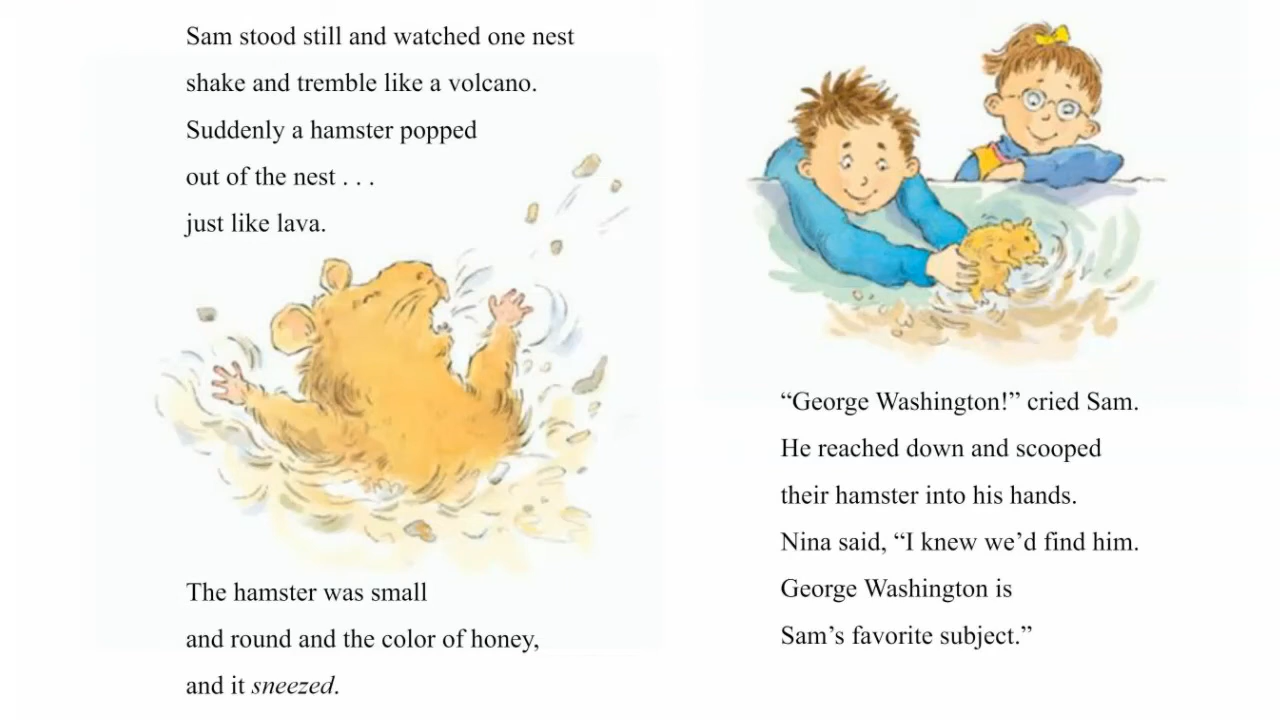 Sam stood still and watched one nest
shake and tremble like a volcano.
Suddenly a hamster popped
out of the nest . . .
just like lava.
The hamster was small
and round and the color of honey,
and it sneezed.
“George Washington!” cried Sam.
He reached down and scooped
their hamster into his hands.
Nina said, “I knew we’d find him.
George Washington is
Sam’s favorite subject.”